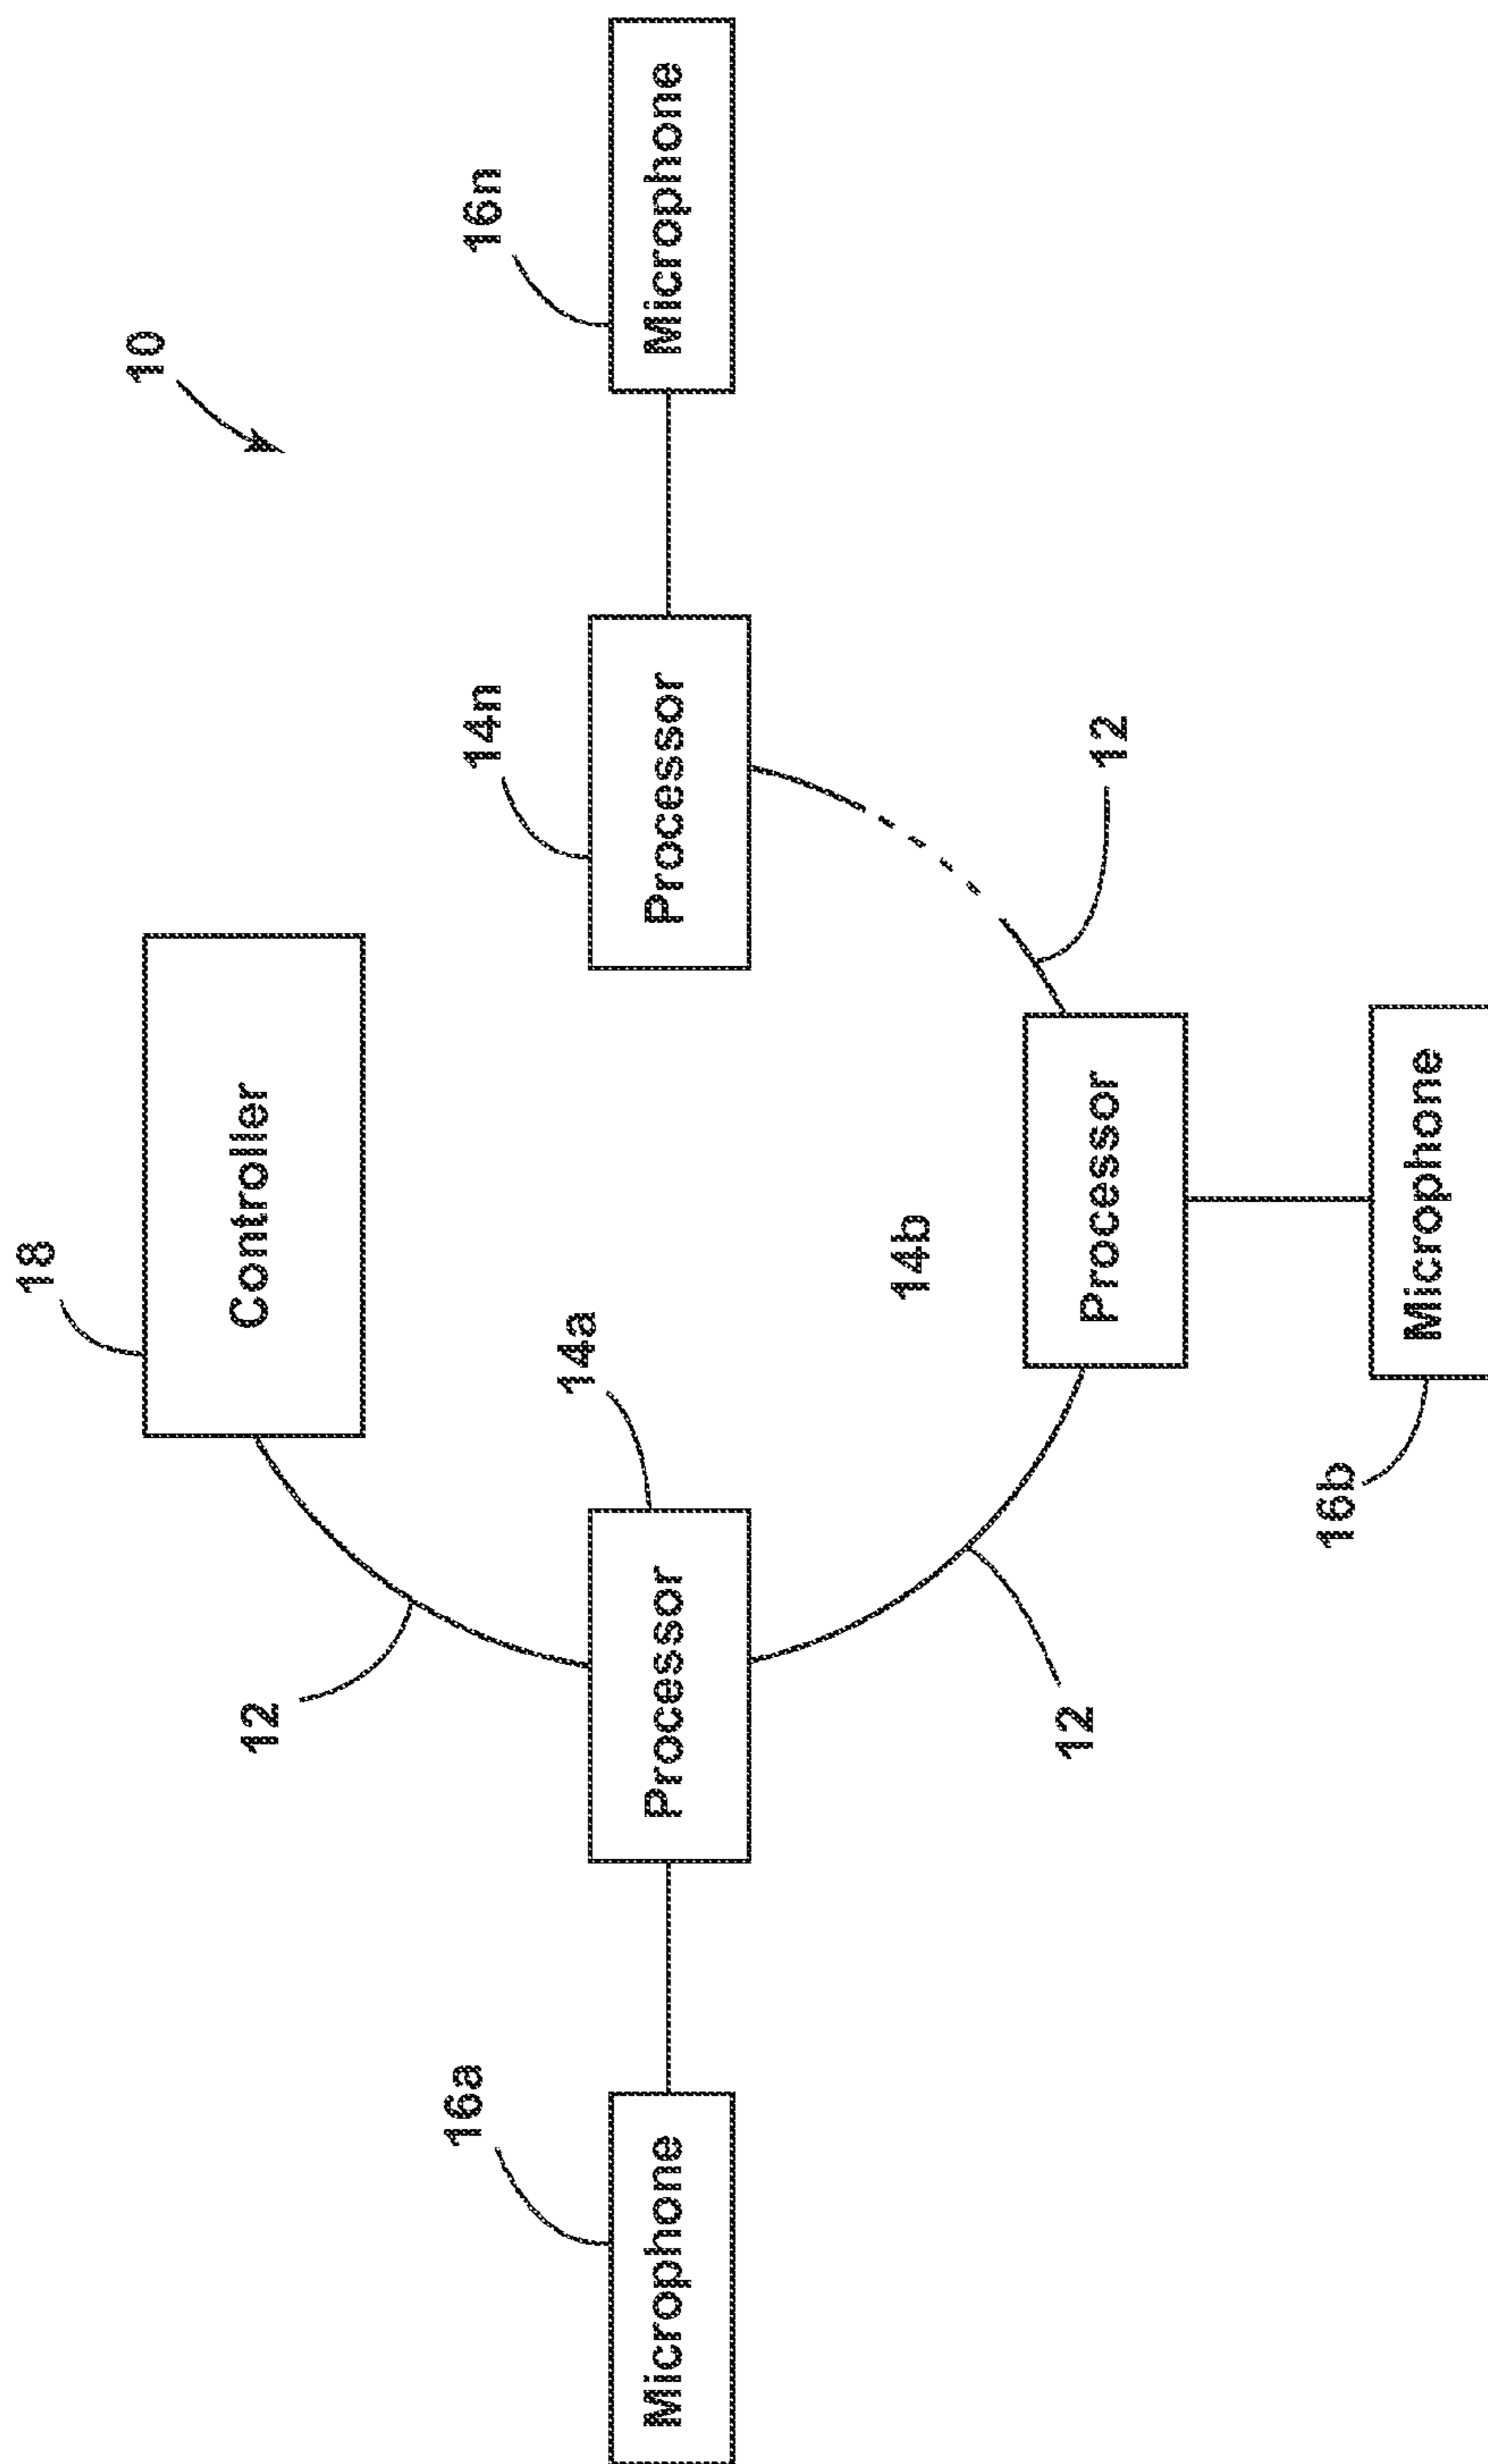 10
18
Controller
12
16a
14a
14n
16n
Microphone
Processor
Processor
Microphone
14b
12
12
Processor
16b
Microphone